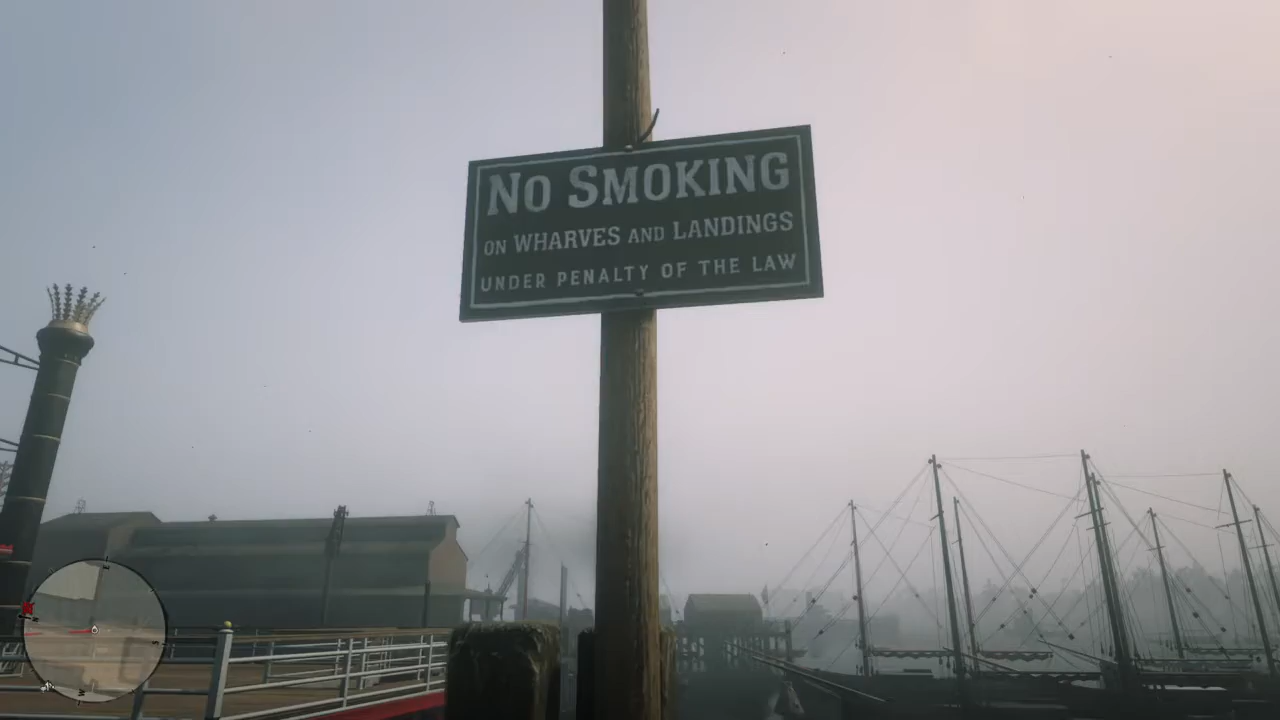 No Smoking
on wharves and landings
under penalty of the law